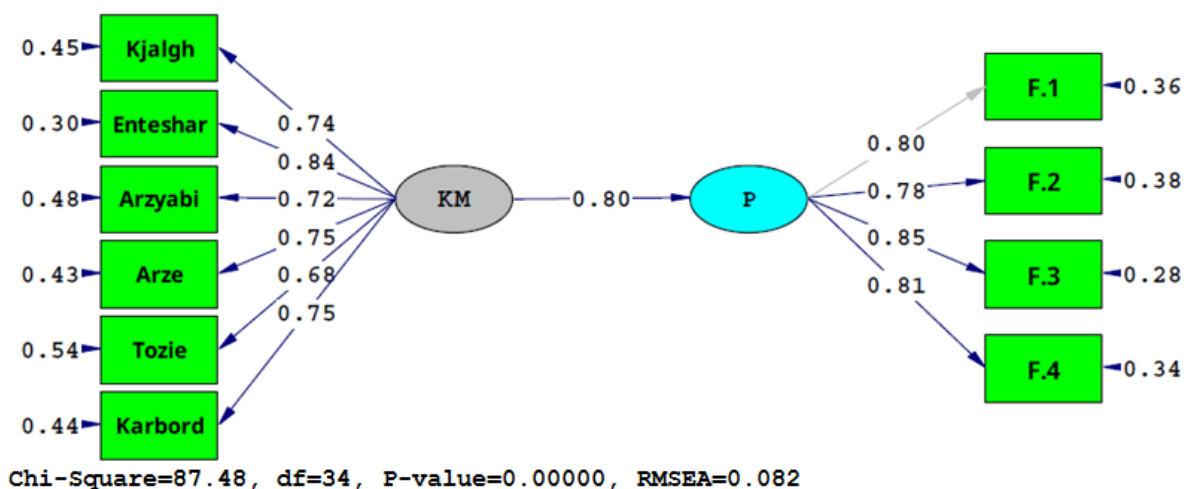 0.45 Kjalgh
0.30 Enteshar
0.48 Arzyabi
0.43 Arze
0.54 Tozie
0.44 Karbord
0.74
0.84
0.72
0.75
0.68
0.75
KM
0.80
P
0.80
0.78
0.85
0.81
F.1 0.36
F.2 0.38
F.3 0.28
F.4 0.34
Chi-Square=87.48, df=34, P-value=0.00000, RMSEA=0.082